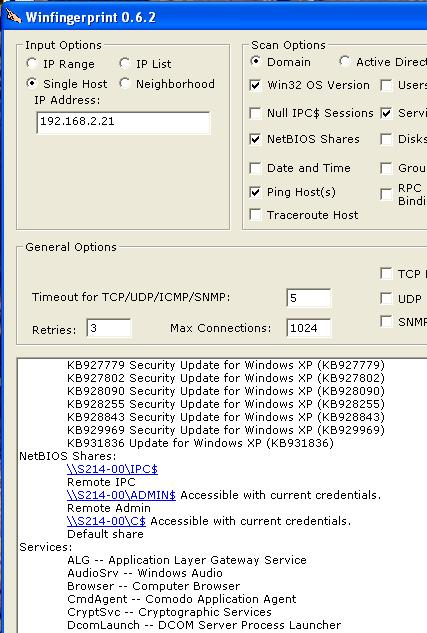 Winfingerprint 0.6.2
Input Options
IP Range
IP List
Single Host
Neighborhood
IP Address:
192.168.2.21
Scan Options
Domain
Active Direct
Win32 OS Version
Users
Null IPC$ Sessions
Servi
NetBIOS Shares
Disks
Date and Time
Grou
Ping Host(s)
RPC
Bindi
Traceroute Host
General Options
TCP
Timeout for TCP/UDP/ICMP/SNMP:
5
UDP
Retries:
3
Max Connections:
1024
SNMP
KB927779 Security Update for Windows XP (KB927779)
KB927802 Security Update for Windows XP (KB927802)
KB928090 Security Update for Windows XP (KB928090)
KB928255 Security Update for Windows XP (KB928255)
KB928843 Security Update for Windows XP (KB928843)
KB929969 Security Update for Windows XP (KB929969)
KB931836 Update for Windows XP (KB931836)
NetBIOS Shares:
\\S214-00\IPC$
Remote IPC
\\S214-00\ADMIN$ Accessible with current credentials.
Remote Admin
\\S214-00\C$ Accessible with current credentials.
Default share
Services:
ALG -- Application Layer Gateway Service
AudioSrv -- Windows Audio
Browser -- Computer Browser
CmdAgent -- Comodo Application Agent
CryptSvc -- Cryptographic Services
DcomLaunch -- DCOM Server Process Launcher